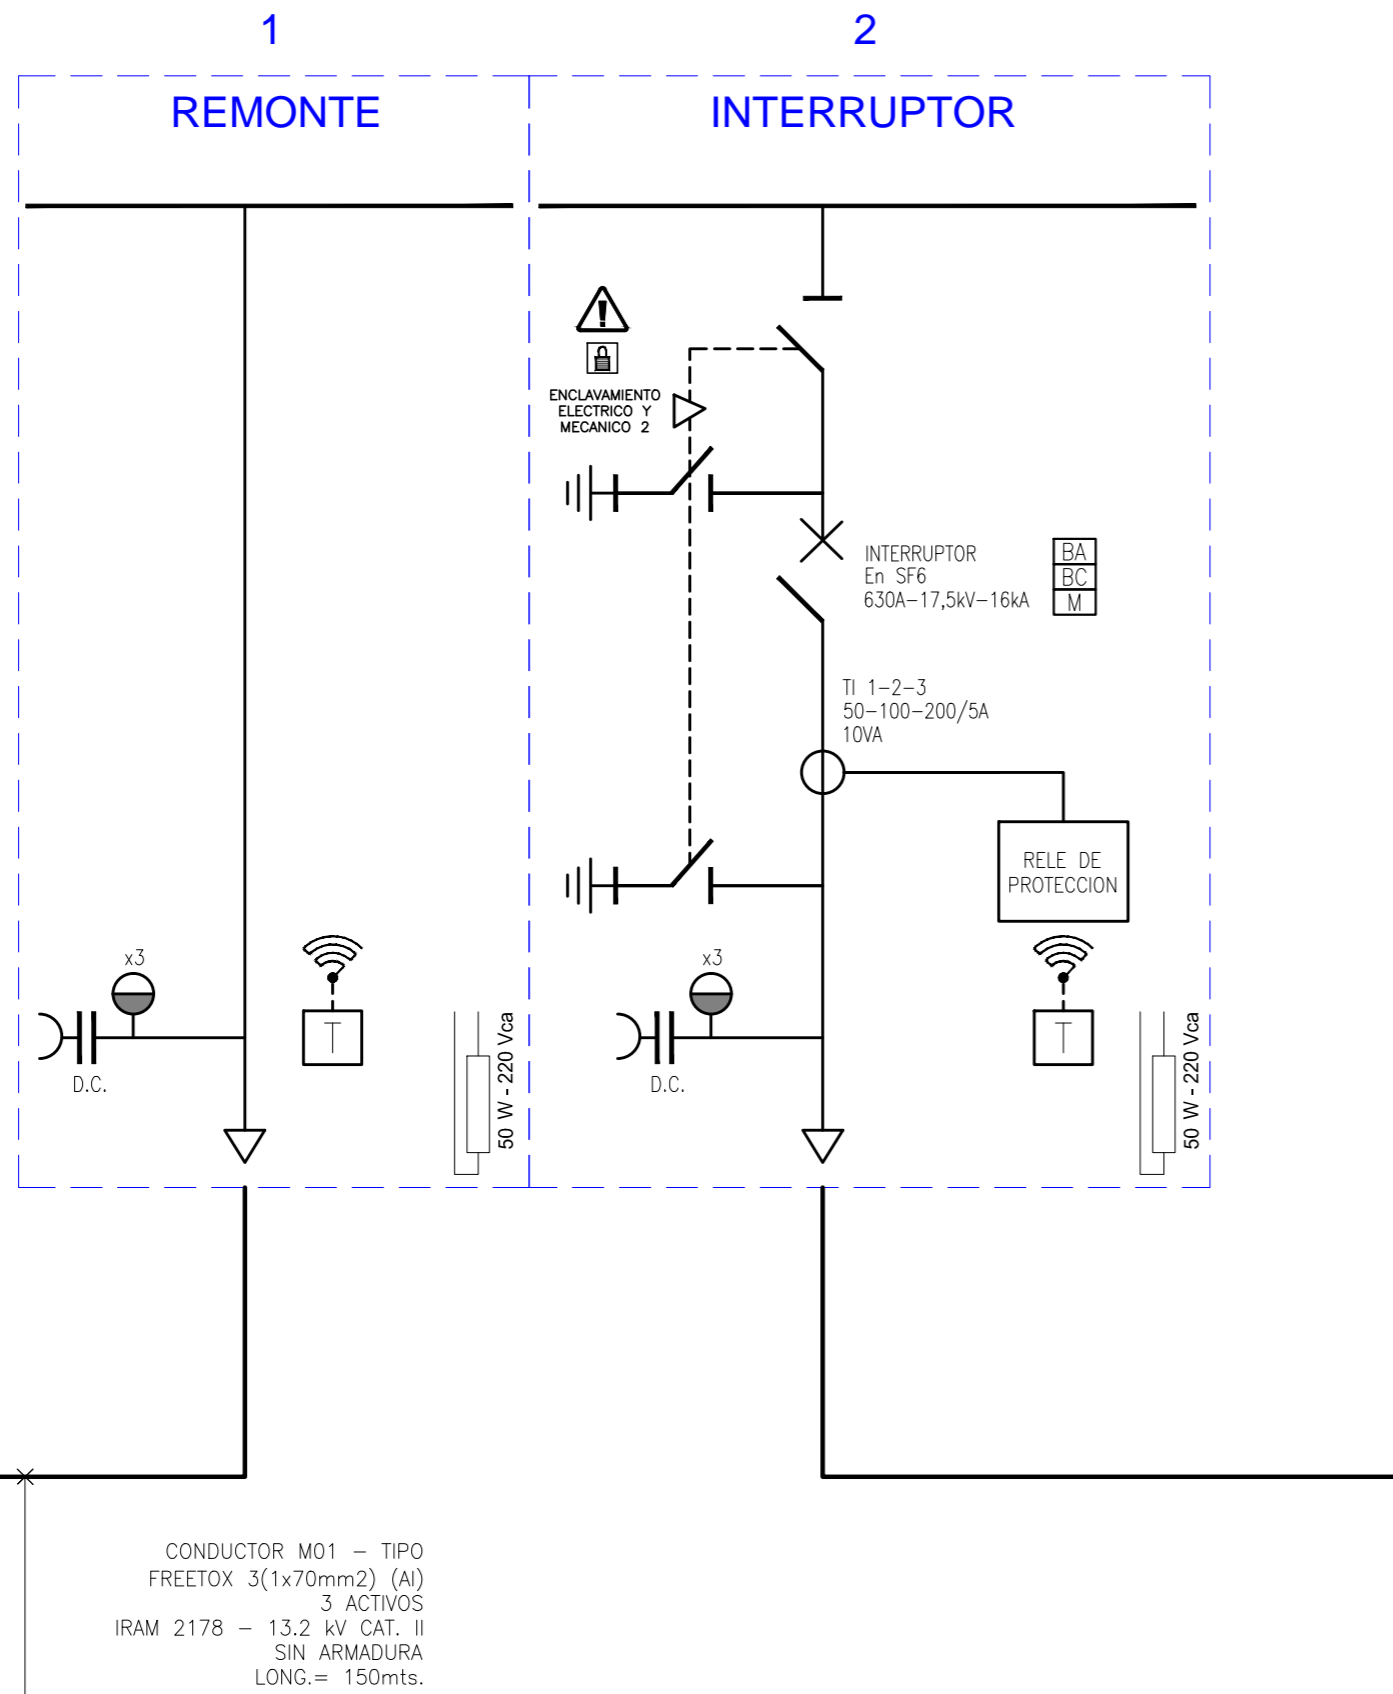 1
2
REMONTE
INTERRUPTOR
ENCLAVAMIENTO
ELECTRICO Y
MECANICO 2
INTERRUPTOR
En SF6
630A-17,5kV-16kA
BA
BC
M
TI 1-2-3
50-100-200/5A
10VA
RELE DE
PROTECCION
x3
D.C.
T
50 W - 220 Vca
x3
D.C.
T
50 W - 220 Vca
CONDUCTOR M01 - TIPO
FREETOX 3(1x70mm2) (Al)
3 ACTIVOS
IRAM 2178 - 13.2 kV CAT. II
SIN ARMADURA
LONG.= 150mts.